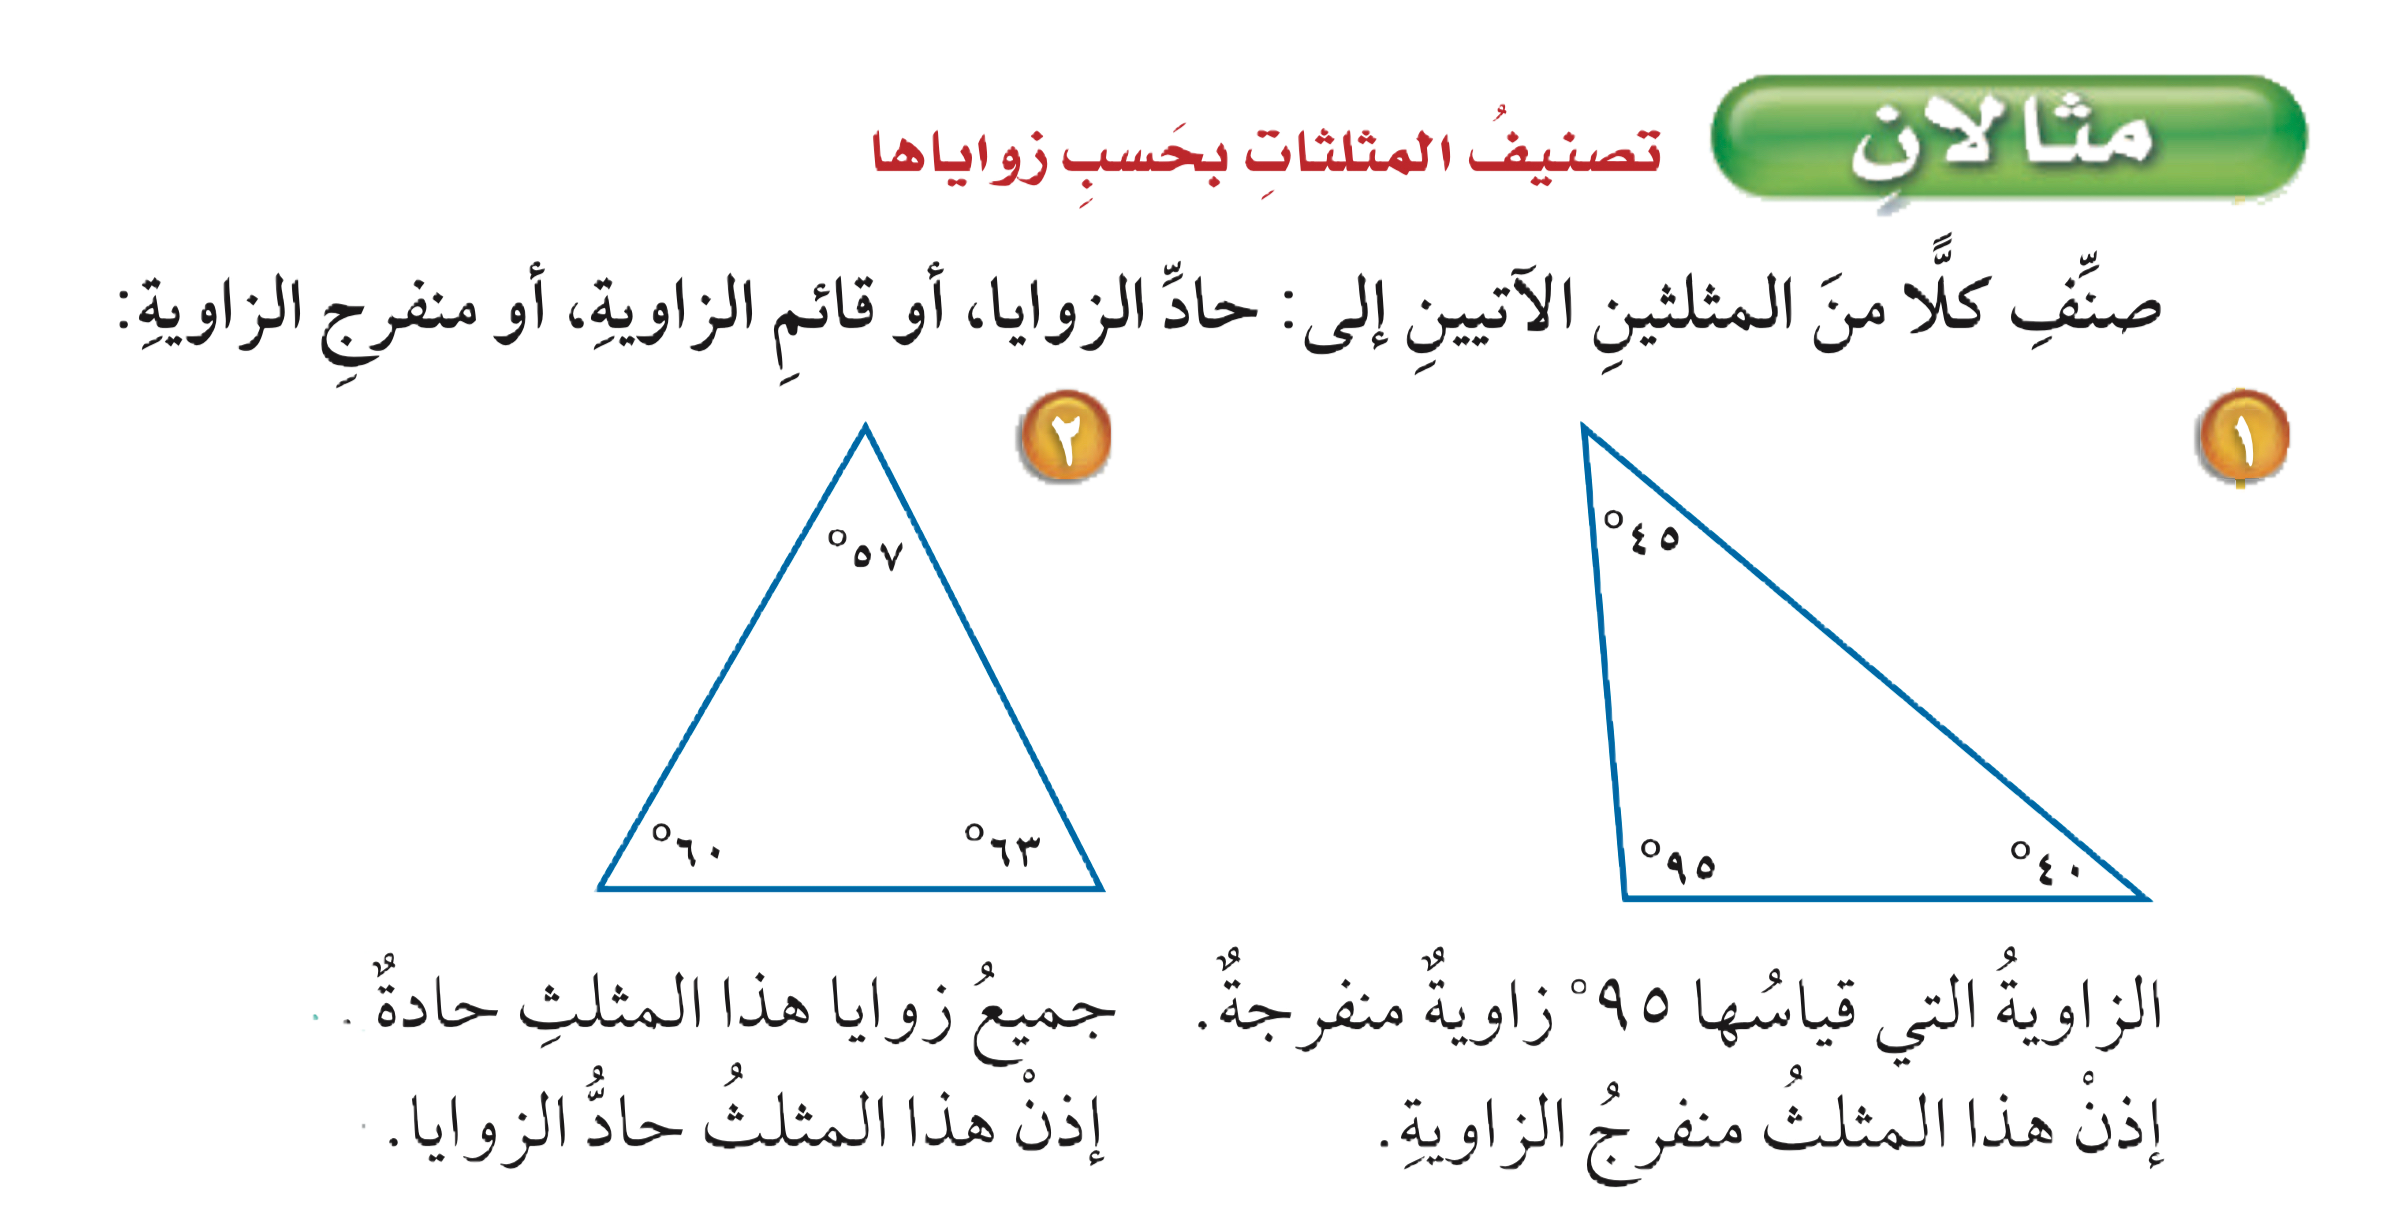 مثالانِ
تصنيفُ المثلثاتِ بحَسبِ زواياها
صنِّفِ كلًّا منَ المثلثينِ الآتيينِ إلى: حادِّ الزوايا، أو قائمِ الزاويةِ، أو منفرجِ الزاويةِ:
١
٤٥°
٩٥°
٤٠°
الزاويةُ التي قياسُها ٩٥° زاويةٌ منفرجةٌ.
إذنْ هذا المثلثُ منفرجُ الزاويةِ.
٢
٥٧°
٦٠°
٦٣°
جميعُ زوايا هذا المثلثِ حادةٌ .
إذنْ هذا المثلثُ حادُّ الزوايا.